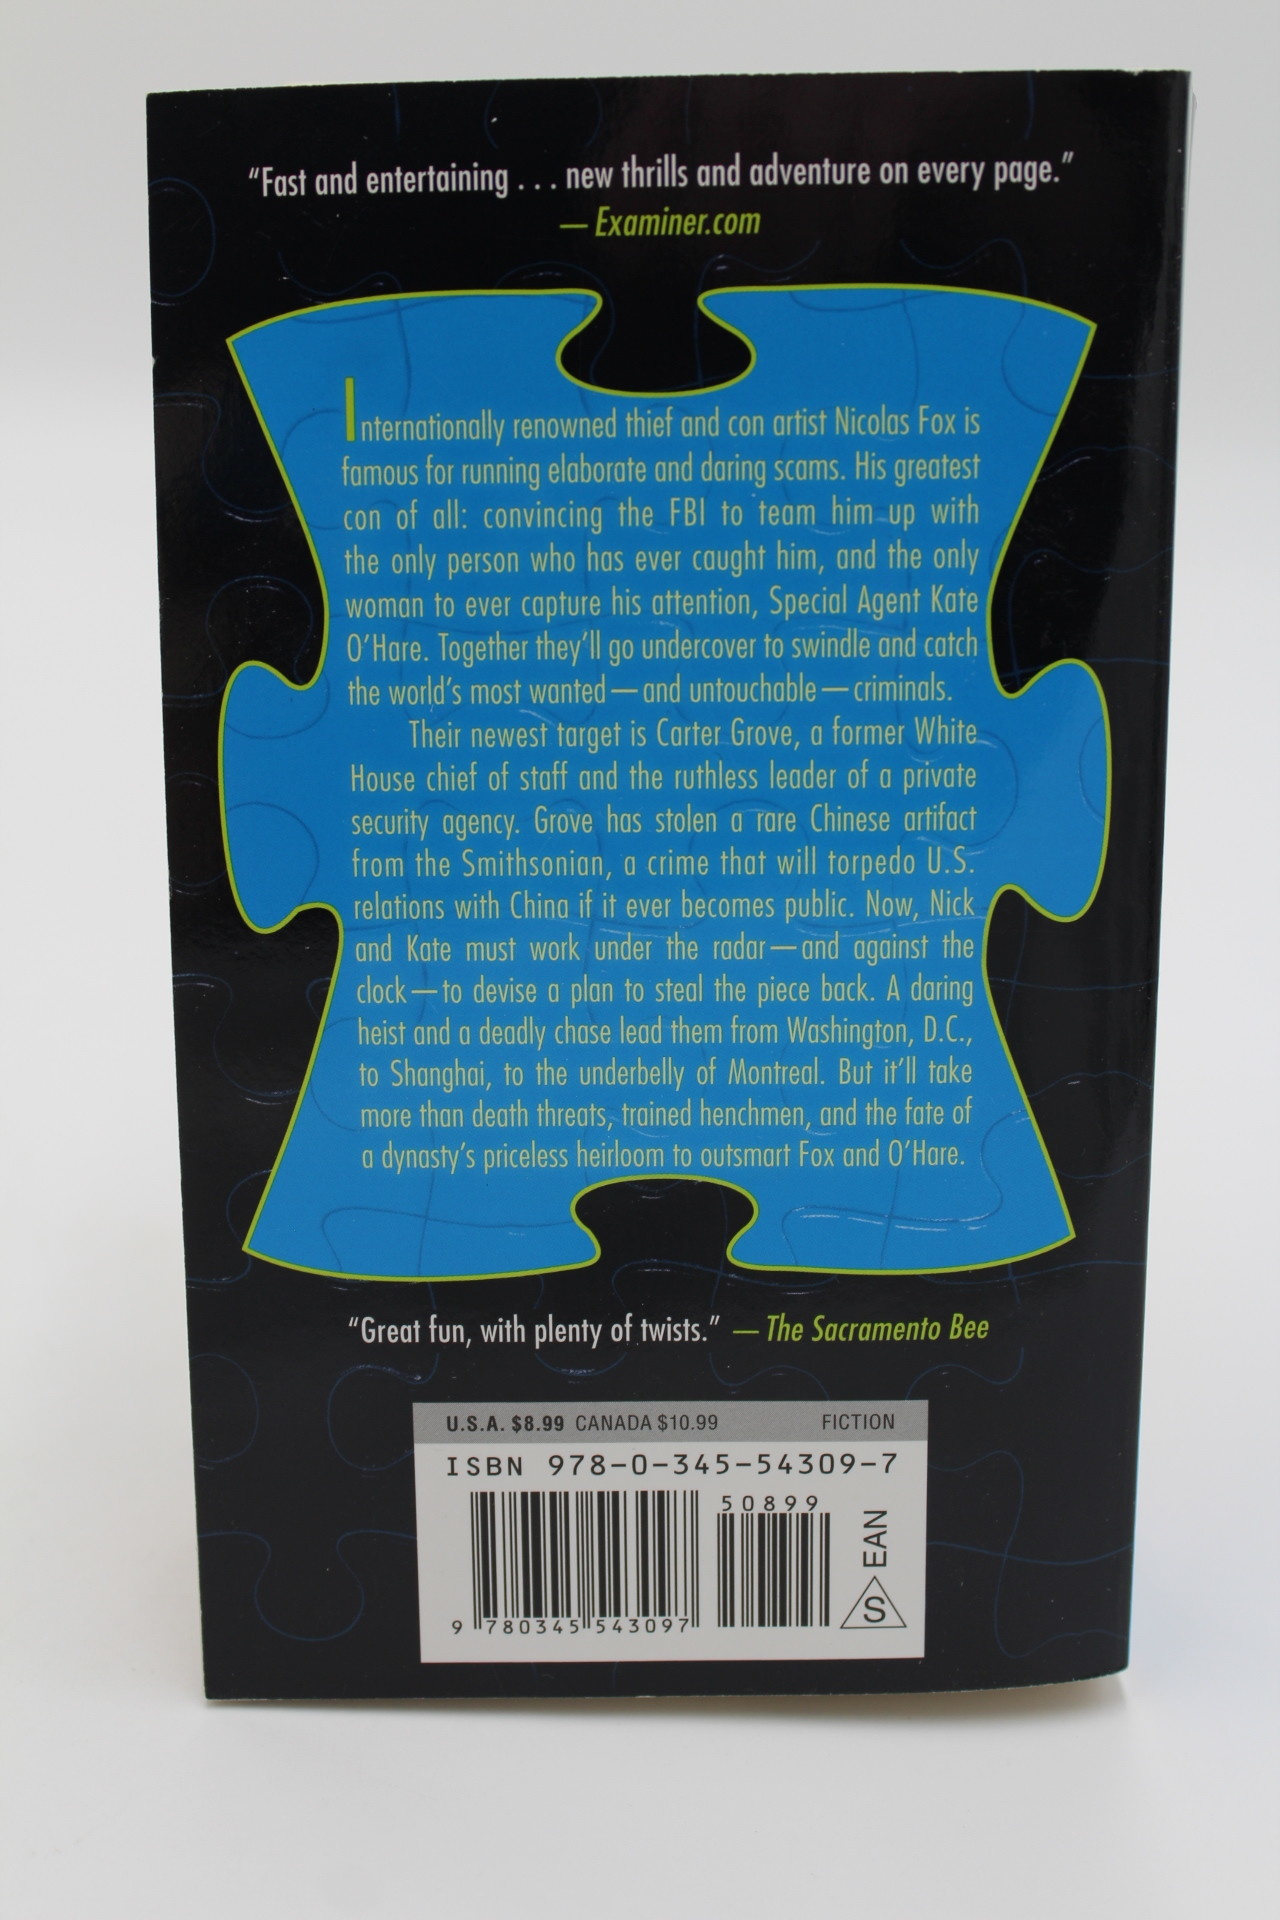 “Fast and entertaining . . . new thrills and adventure on every page.”
— Examiner.com
Internationally renowned thief and con artist Nicolas Fox is
famous for running elaborate and daring scams. His greatest
con of all: convincing the FBI to team him up with
the only person who has ever caught him, and the only
woman to ever capture his attention, Special Agent Kate
O’Hare. Together they’ll go undercover to swindle and catch
the world’s most wanted—and untouchable—criminals.
Their newest target is Carter Grove, a former White
House chief of staff and the ruthless leader of a private
security agency. Grove has stolen a rare Chinese artifact
from the Smithsonian, a crime that will torpedo U.S.
relations with China if it ever becomes public. Now, Nick
and Kate must work under the radar—and against the
clock—to devise a plan to steal the piece back. A daring
heist and a deadly chase lead them from Washington, D.C.,
to Shanghai, to the underbelly of Montreal. But it’ll take
more than death threats, trained henchmen, and the fate of
a dynasty’s priceless heirloom to outsmart Fox and O’Hare.
“Great fun, with plenty of twists.” — The Sacramento Bee
U.S.A. $8.99 CANADA $10.99 FICTION
ISBN 978-0-345-54309-7
50899
9 780345 543097
EAN
S